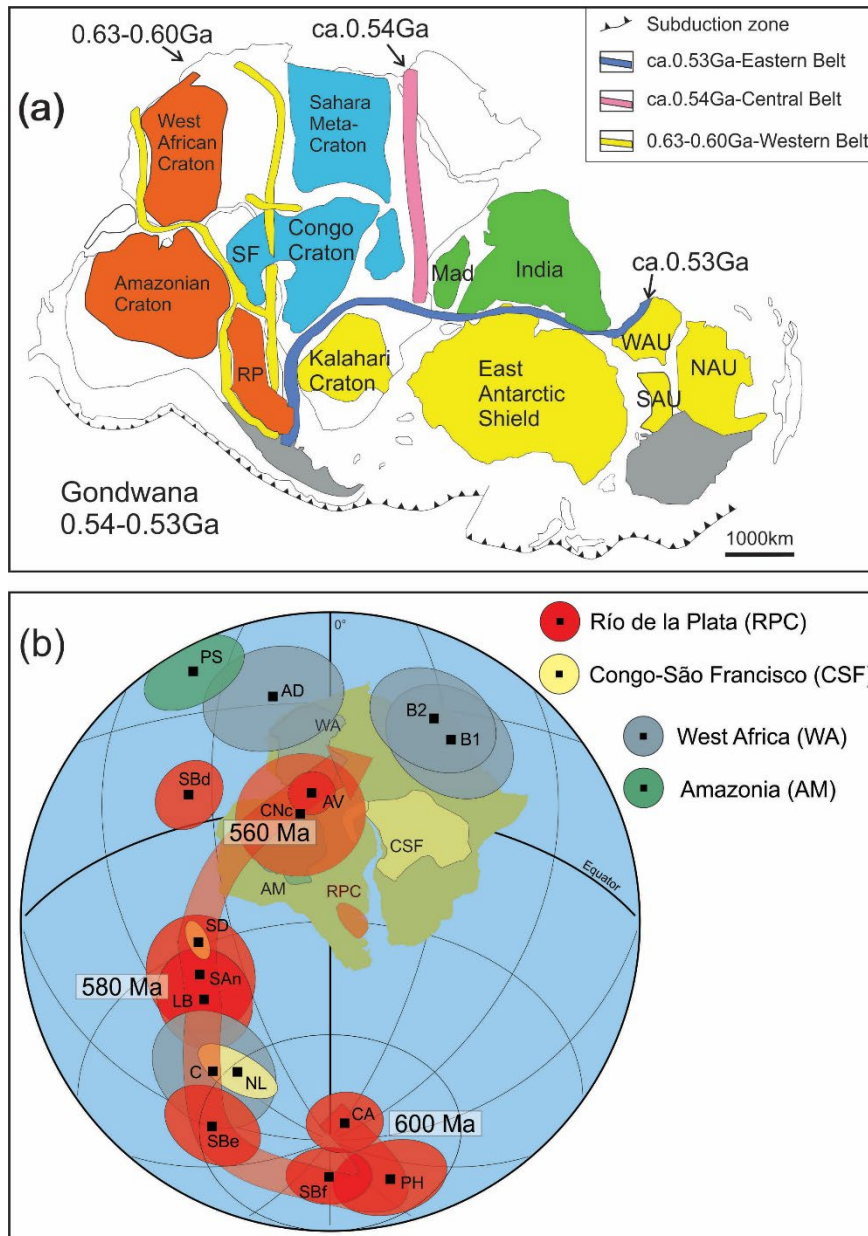 (a)
0.63-0.60Ga
ca.0.54Ga
Subduction zone
ca.0.53Ga-Eastern Belt
ca.0.54Ga-Central Belt
0.63-0.60Ga-Western Belt
West
African
Craton
Sahara
Meta-
Craton
SF
Congo
Craton
Amazonian
Craton
Mad
India
ca.0.53Ga
RP
Kalahari
Craton
East
Antarctic
Shield
WAU
NAU
SAU
Gondwana
0.54-0.53Ga
1000km
(b)
0°
Río de la Plata (RPC)
Congo-São Francisco (CSF)
West Africa (WA)
Amazonia (AM)
PS
AD
WA
B2
B1
SBd
AV
CNc
560 Ma
CSF
AM
RPC
Equator
SD
SAn
580 Ma
LB
C
NL
SBe
CA
600 Ma
SBf
PH